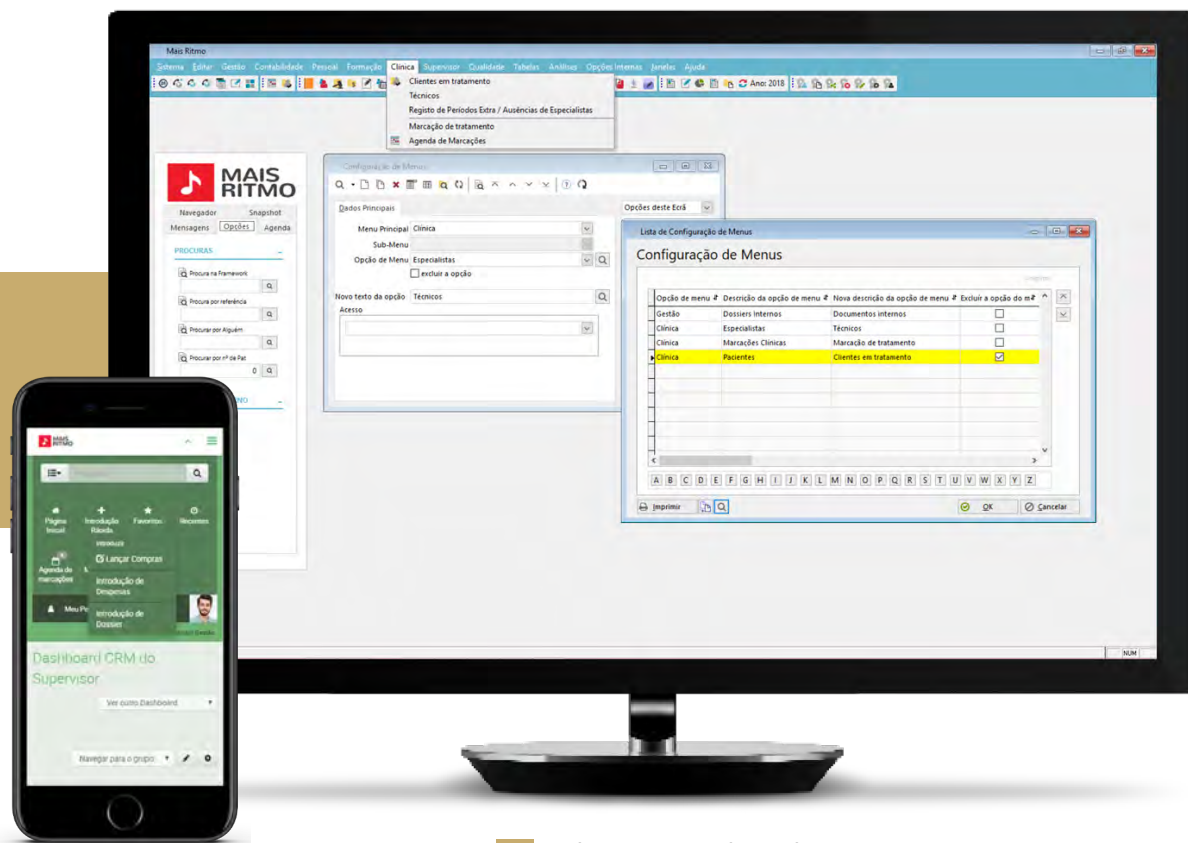 Mais Ritmo
Sistema Editar Gestão Contabilidade Pessoal Formação Clínica Supervisor Qualidade Tabelas Análises Opções Internas Janelas Ajuda
Ano: 2018
Clientes em tratamento
Técnicos
Registo de Períodos Extra / Ausências de Especialistas
Marcação de tratamento
Agenda de Marcações
MAIS
RITMO
Navegador Snapshot
Mensagens Opções Agenda
PROCURAS
Procura na Framework
Procura por referência
Procurar por Alguém
Procurar por nº de Pat
0
NO
Configuração de Menus
Dados Principais
Opções deste Ecrã
Menu Principal Clínica
Sub-Menu
Opção de Menu Especialistas
excluir a opção
Novo texto da opção Técnicos
Acesso
Lista de Configuração de Menus
Configuração de Menus
Opção de menu Descrição da opção de menu Nova descrição da opção de menu Excluir a opção do m
Gestão Dossiers Internos Documentos internos
Clínica Especialistas Técnicos
Clínica Marcações Clínicas Marcação de tratamento
Clínica Pacientes Clientes em tratamento
A B C D E F G H I J K L M N O P Q R S T U V W X Y Z
Imprimir OK Cancelar
NUM
MAIS
RITMO
Página Inicial
Introdução Rápida
Favoritos
Recentes
Lançar Compras
Agenda de marcações
Introdução de
Despesas
Meu Pe
Introdução de
Dossier
Dashboard CRM do
Supervisor
Ver outro Dashboard
Navegar para o grupo